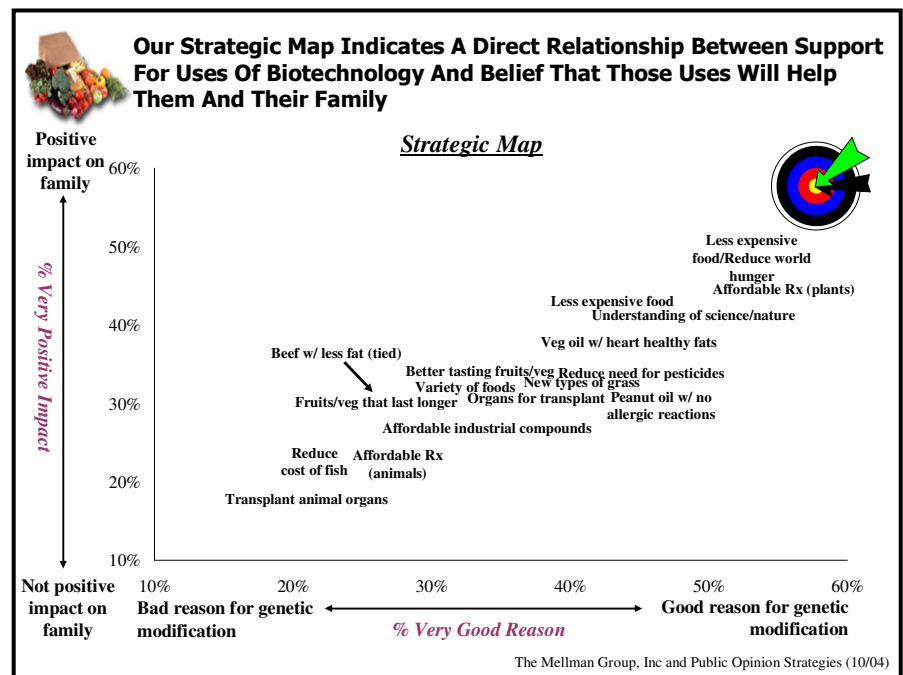 Our Strategic Map Indicates A Direct Relationship Between Support
For Uses Of Biotechnology And Belief That Those Uses Will Help
Them And Their Family
Strategic Map
Positive
impact on
family
60%
50%
40%
30%
20%
10%
% Very Positive Impact
Less expensive
food/Reduce world
hunger
Affordable Rx (plants)
Less expensive food
Understanding of science/nature
Veg oil w/ heart healthy fats
Beef w/ less fat (tied)
Better tasting fruits/veg
Reduce need for pesticides
Variety of foods
New types of grass
Fruits/veg that last longer
Organs for transplant
Peanut oil w/ no
allergic reactions
Affordable industrial compounds
Reduce
cost of fish
Affordable Rx
(animals)
Transplant animal organs
Not positive
impact on
family
10%
20%
30%
40%
50%
60%
Bad reason for genetic
modification
% Very Good Reason
Good reason for genetic
modification
The Mellman Group, Inc and Public Opinion Strategies (10/04)